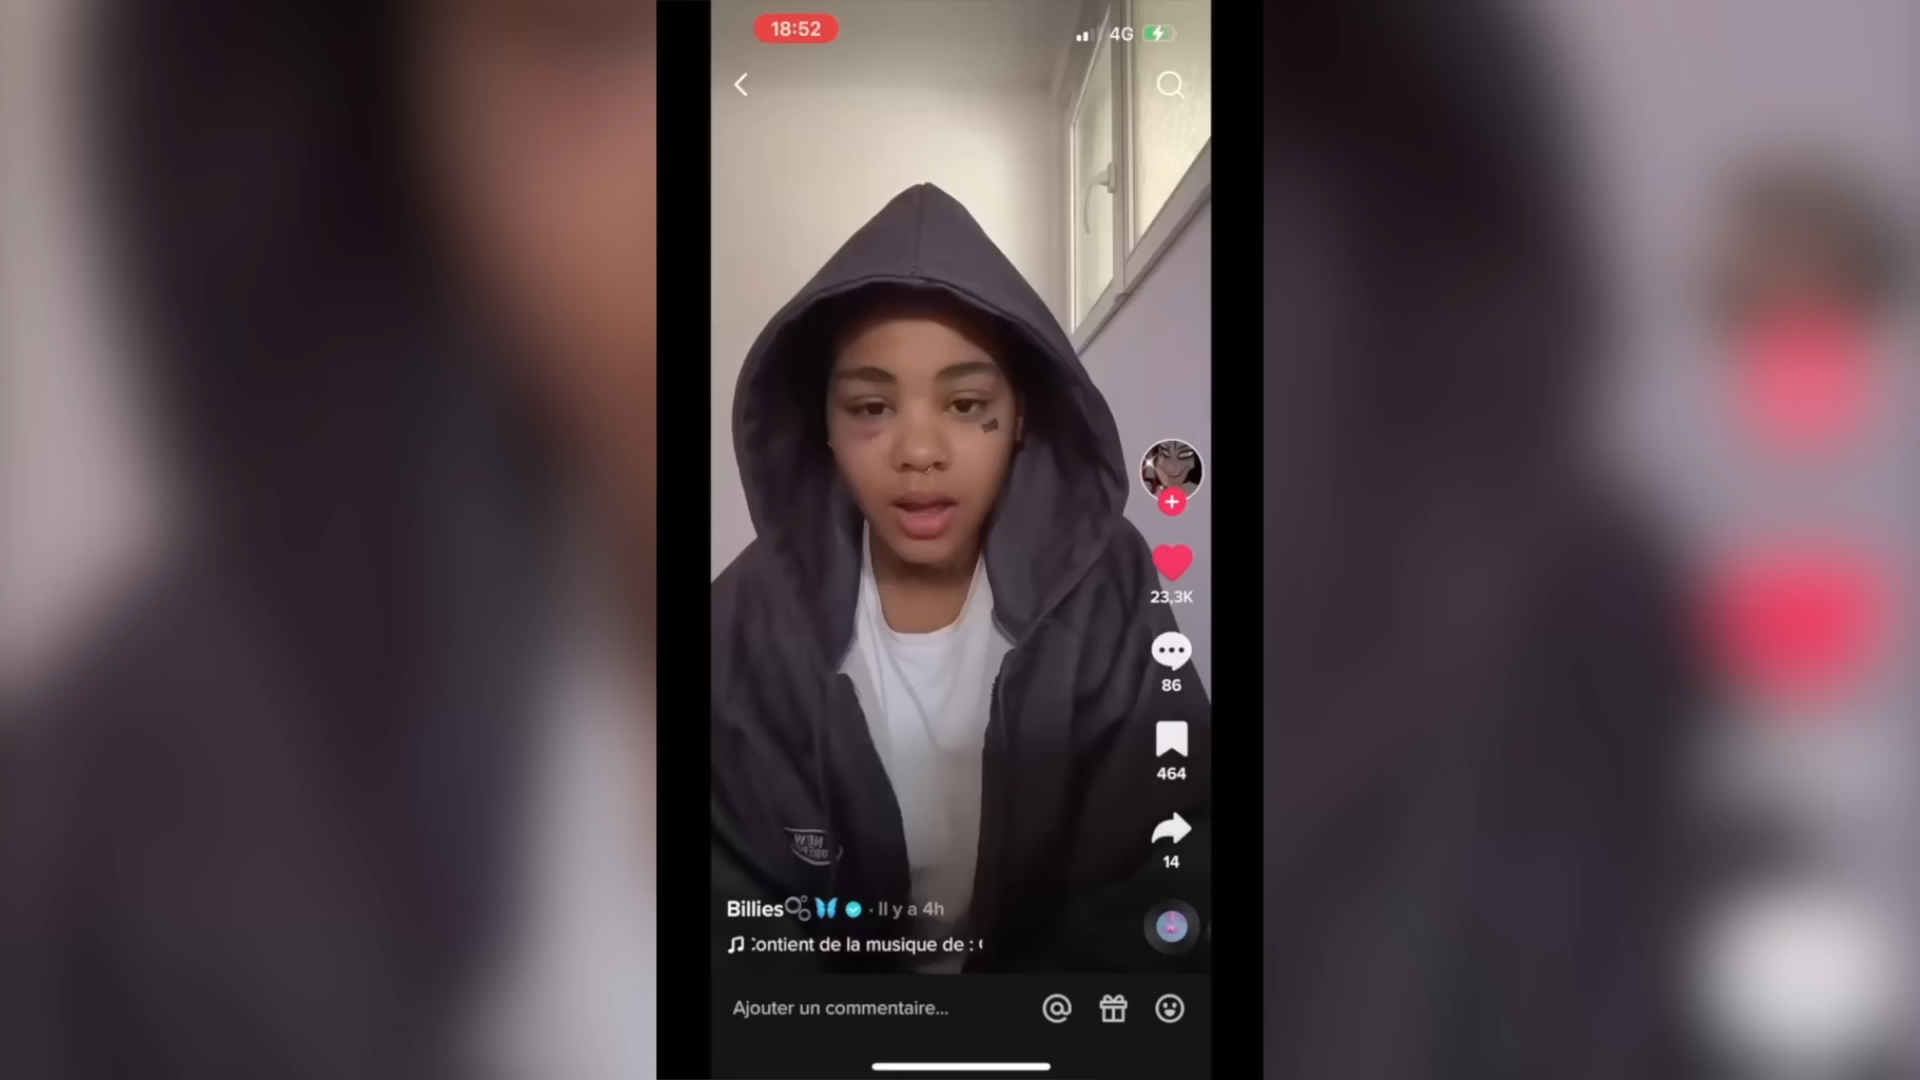 18:52
4G
23,3K
86
464
14
Billies · Il y a 4h
ontient de la musique de :
Ajouter un commentaire...
NEW